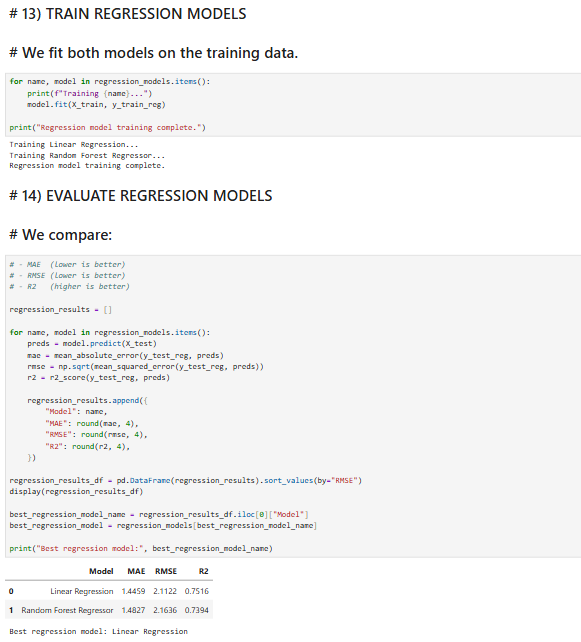 # 13) TRAIN REGRESSION MODELS
# We fit both models on the training data.
for name, model in regression_models.items():
    print(f"Training {name}...")
    model.fit(X_train, y_train_reg)

print("Regression model training complete.")
Training Linear Regression...
Training Random Forest Regressor...
Regression model training complete.
# 14) EVALUATE REGRESSION MODELS
# We compare:
# - MAE  (lower is better)
# - RMSE (lower is better)
# - R2   (higher is better)

regression_results = []

for name, model in regression_models.items():
    preds = model.predict(X_test)
    mae = mean_absolute_error(y_test_reg, preds)
    rmse = np.sqrt(mean_squared_error(y_test_reg, preds))
    r2 = r2_score(y_test_reg, preds)

    regression_results.append({
        "Model": name,
        "MAE": round(mae, 4),
        "RMSE": round(rmse, 4),
        "R2": round(r2, 4),
    })

regression_results_df = pd.DataFrame(regression_results).sort_values(by="RMSE")
display(regression_results_df)

best_regression_model_name = regression_results_df.iloc[0]["Model"]
best_regression_model = regression_models[best_regression_model_name]

print("Best regression model:", best_regression_model_name)
Model MAE RMSE R2
0 Linear Regression 1.4459 2.1122 0.7516
1 Random Forest Regressor 1.4827 2.1636 0.7394
Best regression model: Linear Regression